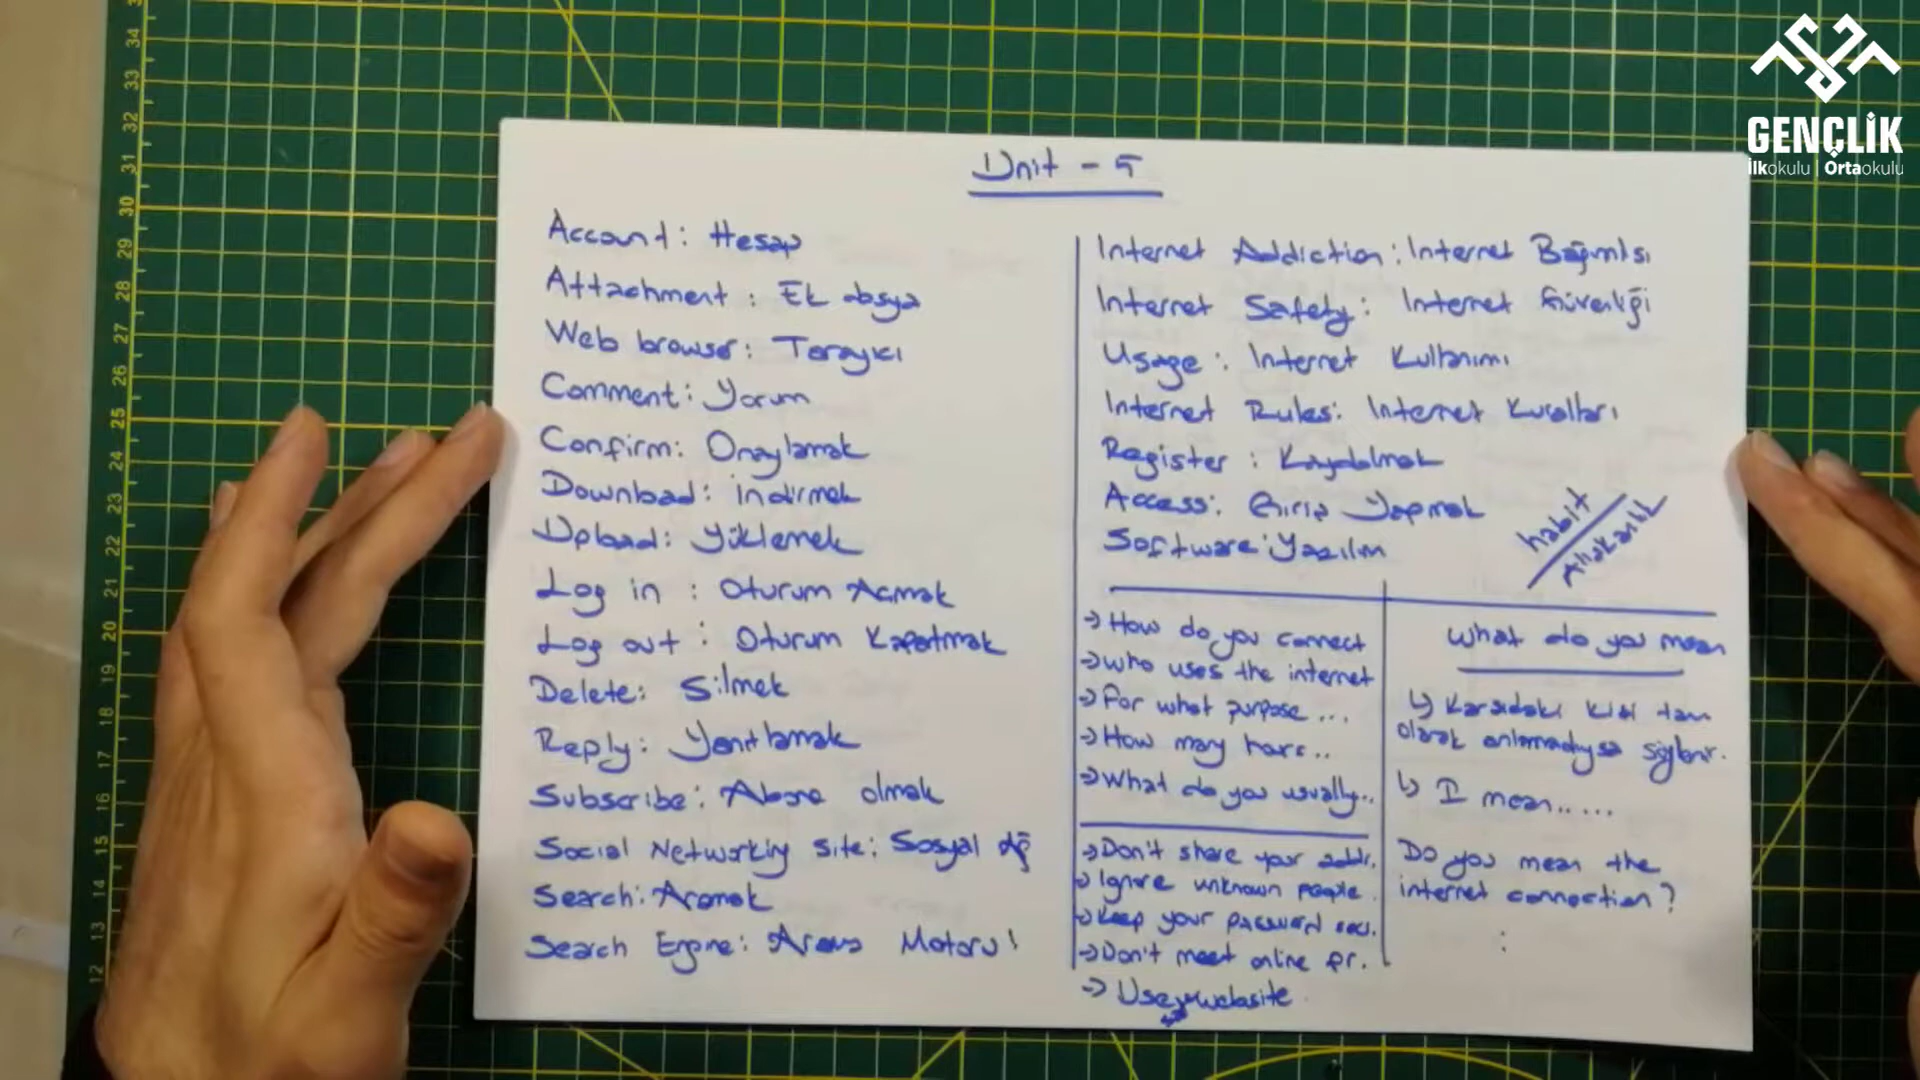 Unit - 5
Account: Hesap
Attachment: Ek dosya
Web browser: Tarayıcı
Comment: Yorum
Confirm: Onaylamak
Download: indirmek
Upload: Yüklemek
Log in: Oturum Açmak
Log out: Oturum Kapatmak
Delete: Silmek
Reply: Yanıtlamak
Subscribe: Abone olmak
Social Networking Site: Sosyal ağ
Search: Aramak
Search Engine: Arama Motoru
Internet Addiction: Internet Bağımlısı
Internet Safety: Internet Güvenliği
Usage: Internet Kullanımı
Internet Rules: Internet Kuralları
Register: Kaydolmak
Access: Giriş Yapmak
Software: Yazılım
habit
Alışkanlık
→ How do you connect
→ who uses the internet
→ For what purpose...
→ How may hars..
→ What do you usually..
→ Don't share your addr.
→ Ignore unknown people.
→ Keep your password sec.
→ Don't meet online fr.
→ Use website
What do you mean
↳ Karşıdaki kişi tam
olarak anlamadıysa söylenir.
↳ I mean.....
Do you mean the
internet connection?
:
GENÇLİK
İlkokulu | Ortaokulu